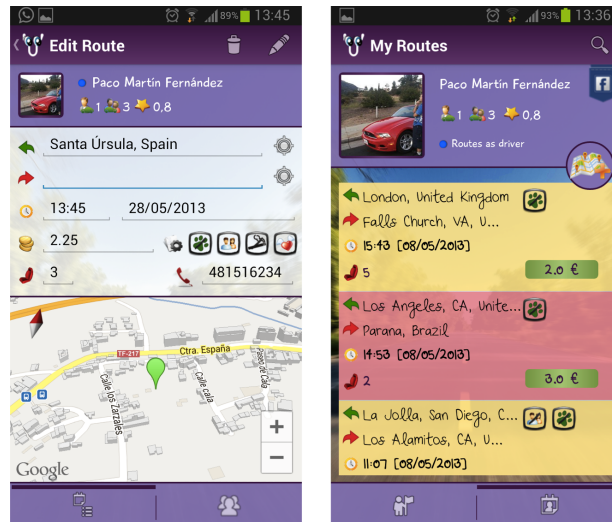 89% 13:45
Edit Route
Paco Martín Fernández
1 3 0,8
Santa Úrsula, Spain
13:45 28/05/2013
2.25
3 481516234
TF-217
Ctra. España
Paseo de Cala
Calle cala
Calle los Zarzales
+
−
Google
93% 13:36
My Routes
Paco Martín Fernández
f
1 3 0,8
Routes as driver
London, United Kingdom
Falls Church, VA, U...
15:43 [08/05/2013]
5 2.0 €
Los Angeles, CA, Unite...
Parana, Brazil
14:53 [08/05/2013]
2 3.0 €
La Jolla, San Diego, C...
Los Alamitos, CA, U...
11:07 [08/05/2013]